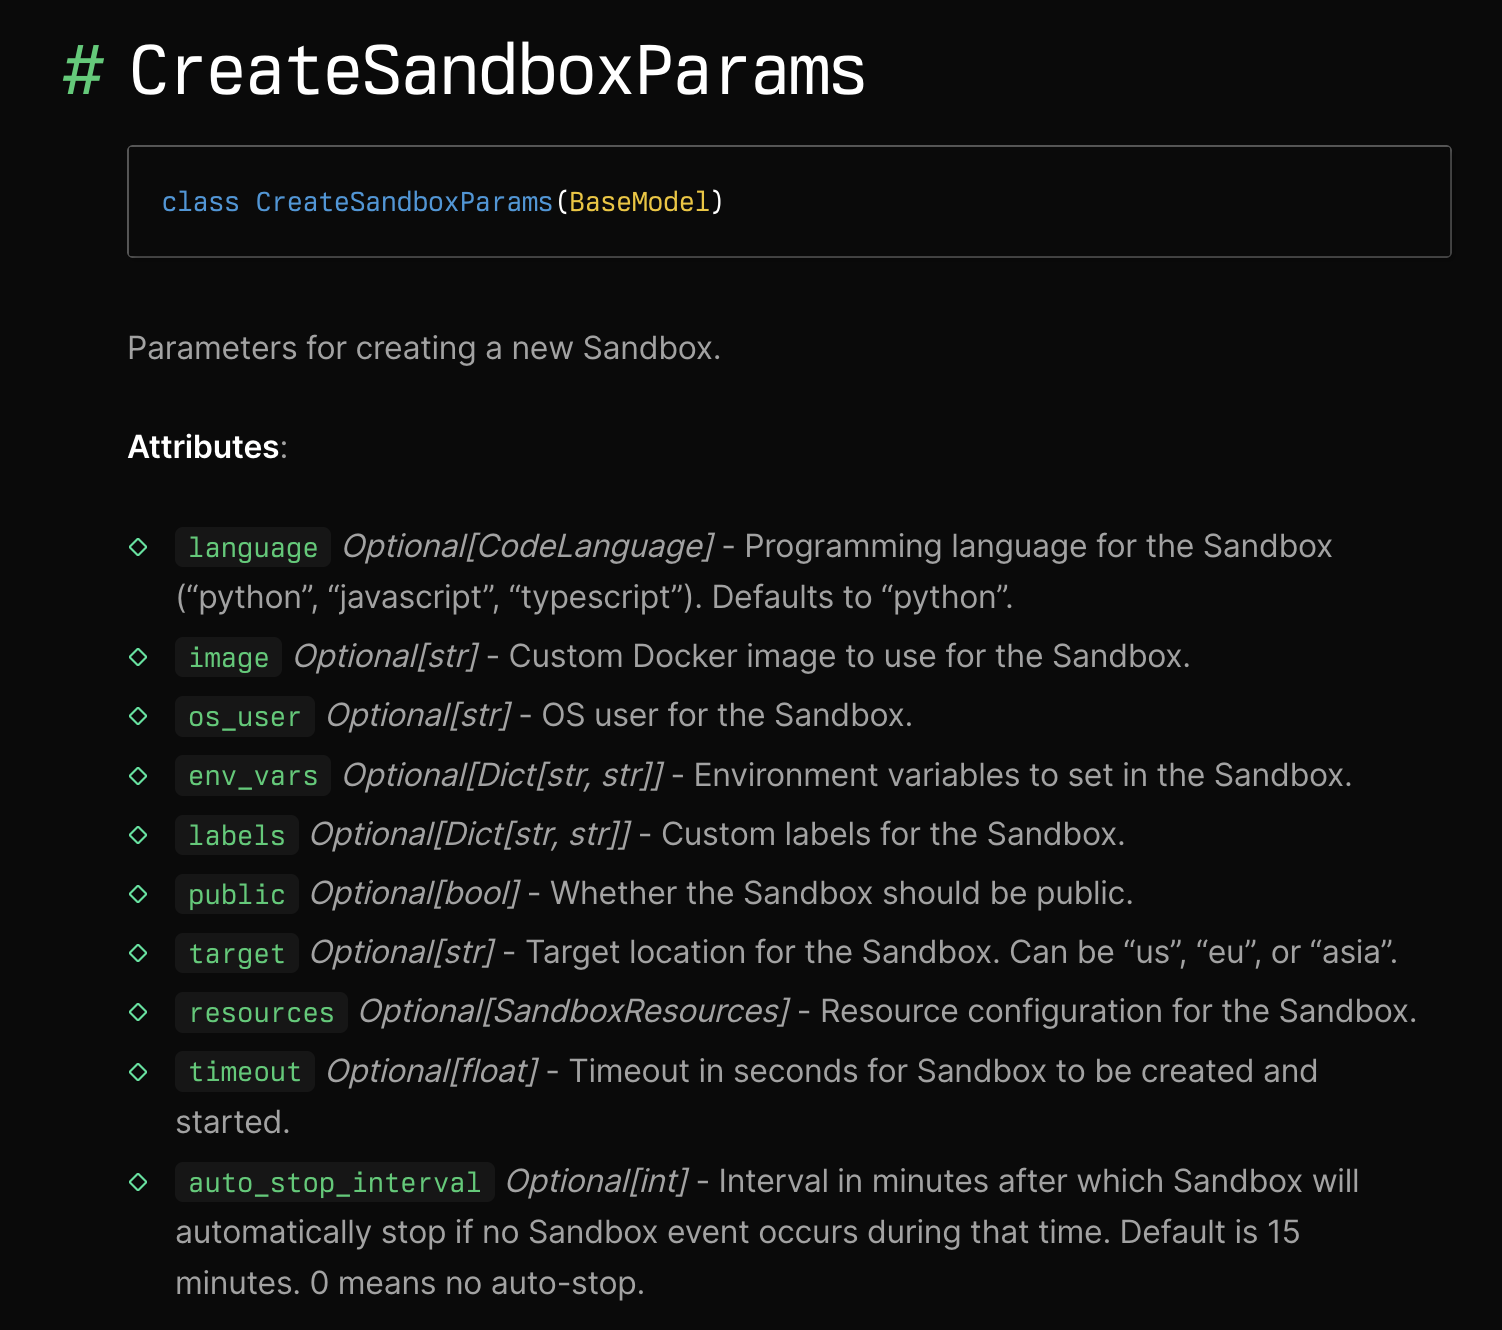 # CreateSandboxParams
class CreateSandboxParams(BaseModel)
Parameters for creating a new Sandbox.
Attributes:
language Optional[CodeLanguage] - Programming language for the Sandbox
(“python”, “javascript”, “typescript”). Defaults to “python”.
image Optional[str] - Custom Docker image to use for the Sandbox.
os_user Optional[str] - OS user for the Sandbox.
env_vars Optional[Dict[str, str]] - Environment variables to set in the Sandbox.
labels Optional[Dict[str, str]] - Custom labels for the Sandbox.
public Optional[bool] - Whether the Sandbox should be public.
target Optional[str] - Target location for the Sandbox. Can be “us”, “eu”, or “asia”.
resources Optional[SandboxResources] - Resource configuration for the Sandbox.
timeout Optional[float] - Timeout in seconds for Sandbox to be created and
started.
auto_stop_interval Optional[int] - Interval in minutes after which Sandbox will
automatically stop if no Sandbox event occurs during that time. Default is 15
minutes. 0 means no auto-stop.